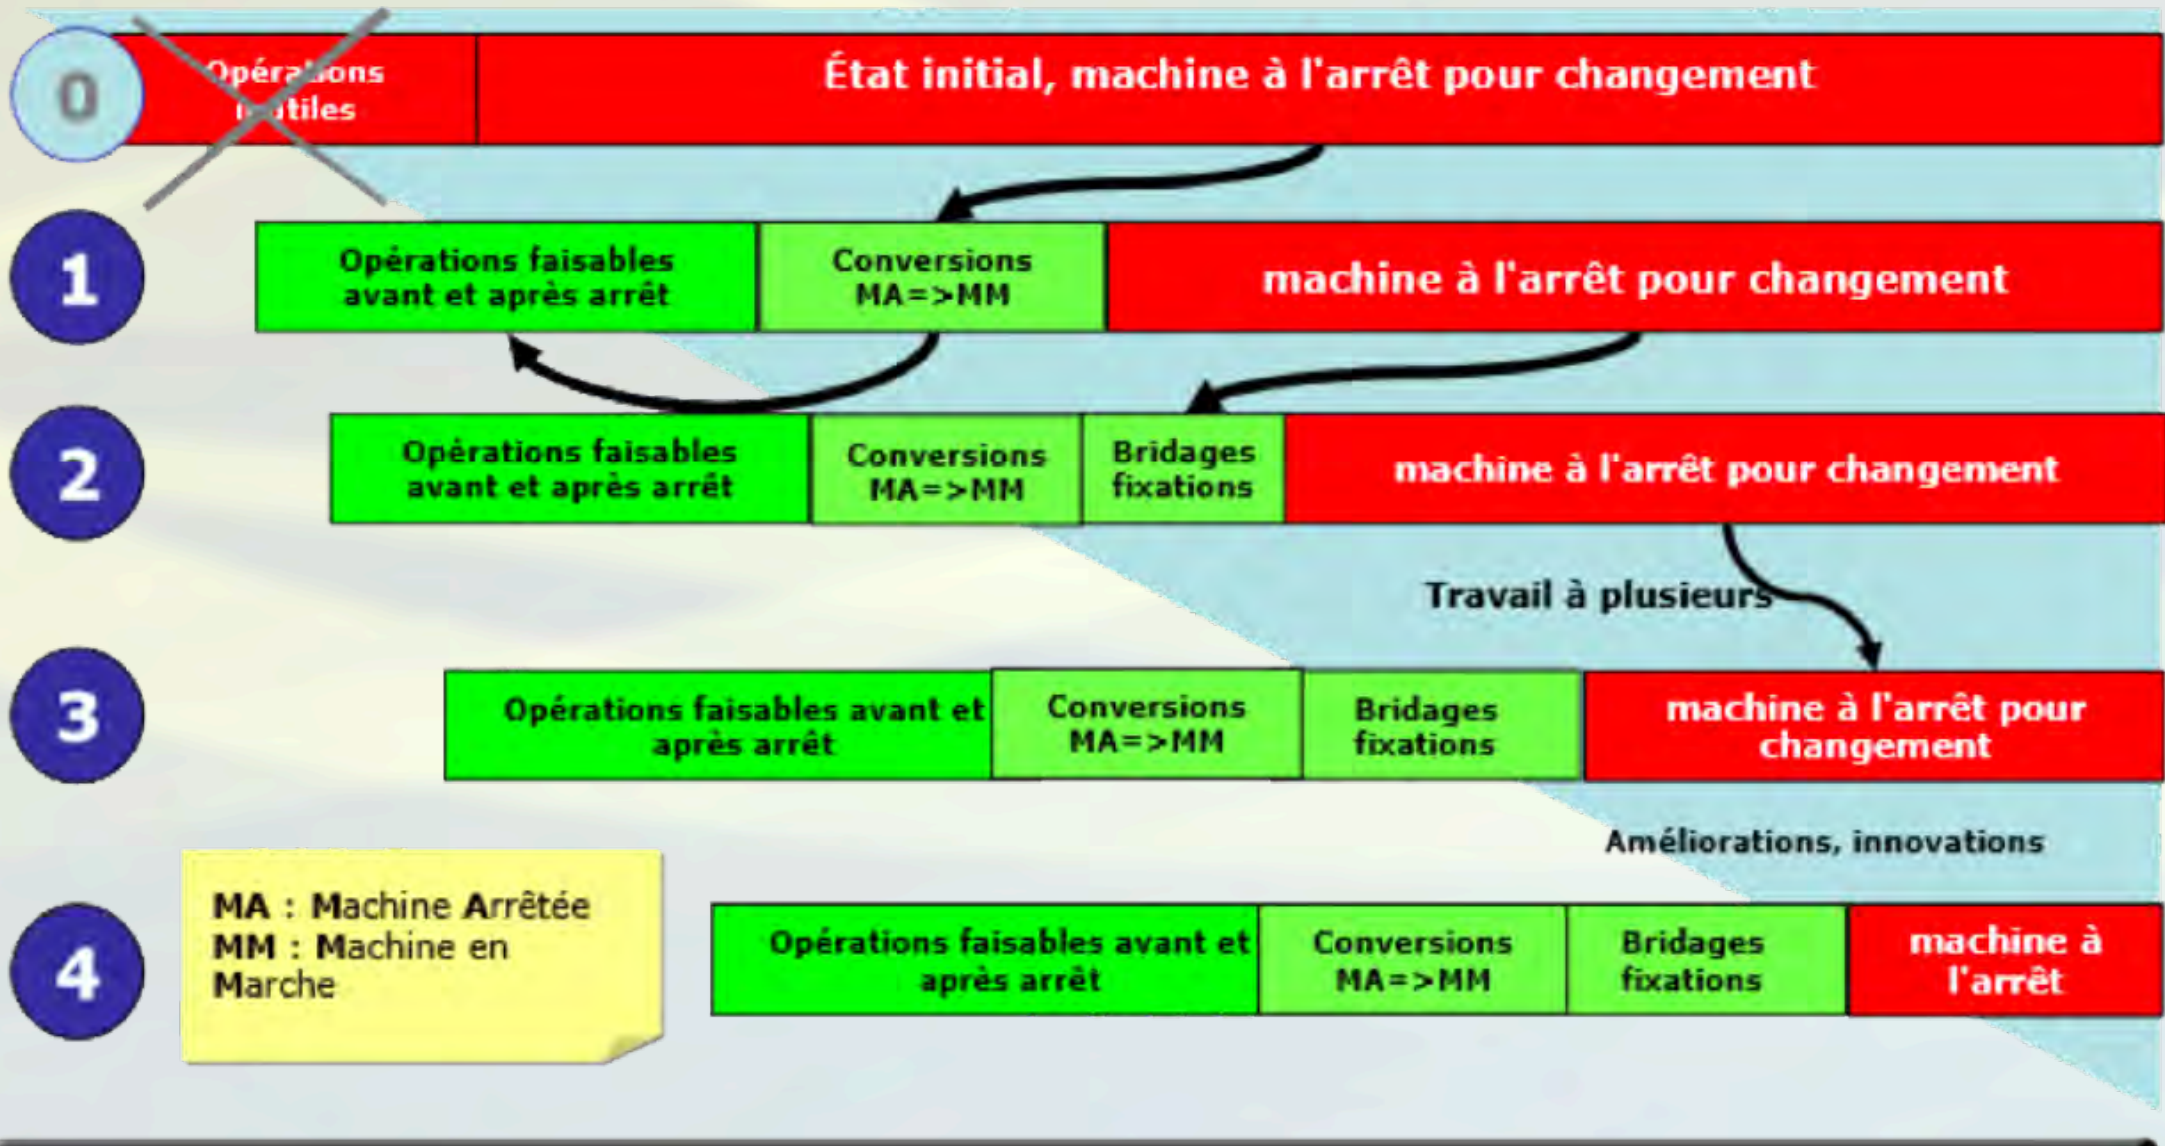 0
Opérations
inutiles
État initial, machine à l'arrêt pour changement
1
Opérations faisables
avant et après arrêt
Conversions
MA=>MM
machine à l'arrêt pour changement
2
Opérations faisables
avant et après arrêt
Conversions
MA=>MM
Bridages
fixations
machine à l'arrêt pour changement
Travail à plusieurs
3
Opérations faisables avant et
après arrêt
Conversions
MA=>MM
Bridages
fixations
machine à l'arrêt pour
changement
Améliorations, innovations
4
MA : Machine Arrêtée
MM : Machine en
Marche
Opérations faisables avant et
après arrêt
Conversions
MA=>MM
Bridages
fixations
machine à
l'arrêt